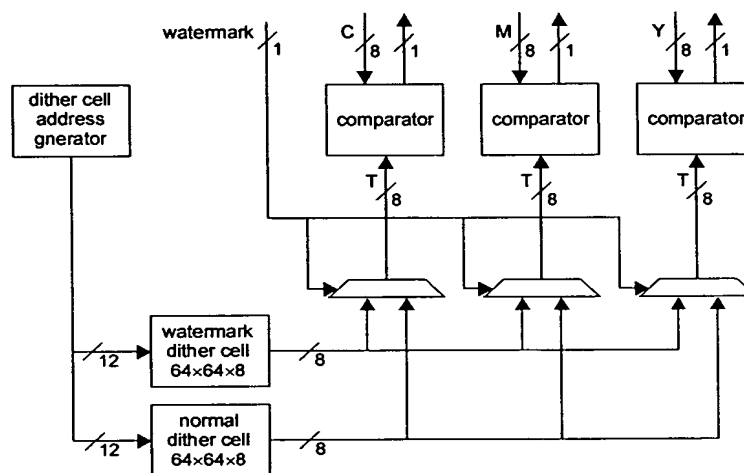 watermark 1 C 8 1 M 8 1 Y 8 1
dither cell
address
gnerator
comparator comparator comparator
T 8 T 8 T 8
12 watermark
dither cell
64×64×8 8
12 normal
dither cell
64×64×8 8